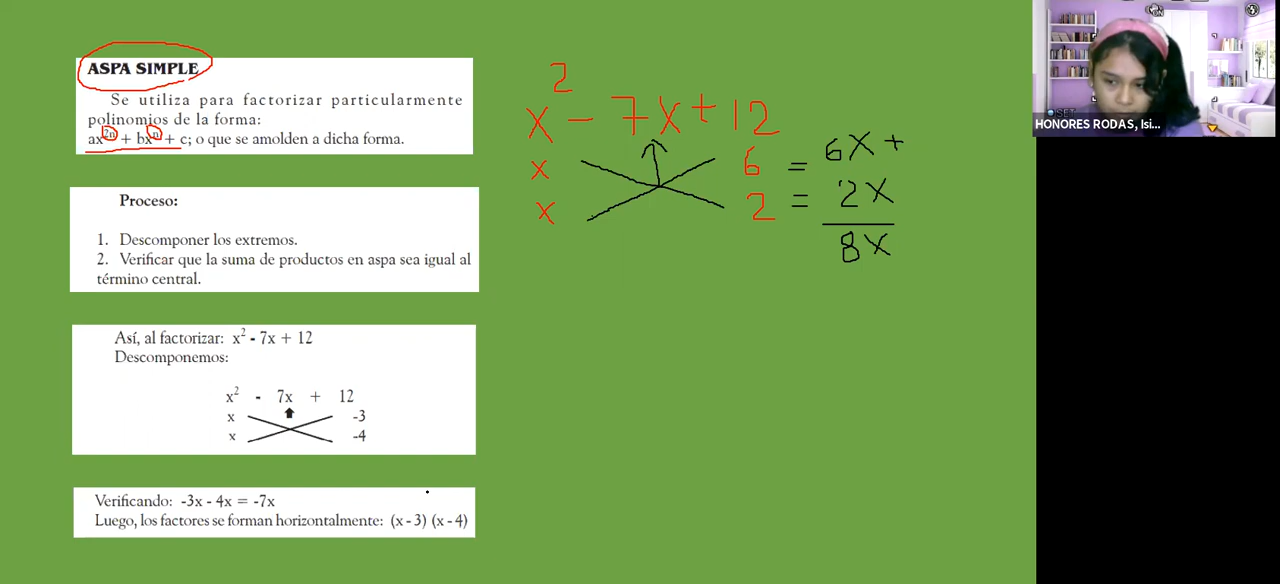 ASPA SIMPLE
Se utiliza para factorizar particularmente
polinomios de la forma:
ax²ⁿ + bxⁿ + c; o que se amolden a dicha forma.
Proceso:
1. Descomponer los extremos.
2. Verificar que la suma de productos en aspa sea igual al
término central.
Así, al factorizar: x² - 7x + 12
Descomponemos:
x² - 7x + 12
x -3
x -4
Verificando: -3x - 4x = -7x
Luego, los factores se forman horizontalmente: (x - 3) (x - 4)
x² - 7x + 12
x 6 = 6x +
x 2 = 2x
8x
HONORES RODAS, Isi...